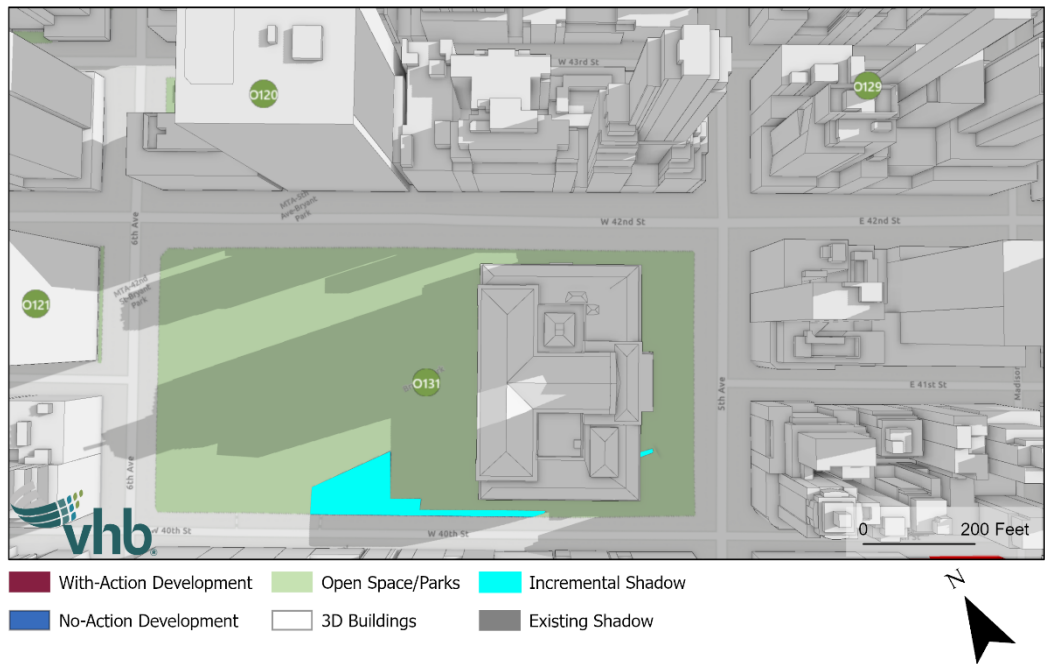 W 43rd St
O120
O129
MTA-5th
Ave-Bryant
Park
6th Ave
W 42nd St
E 42nd St
MTA-42nd
St-Bryant
Park
O121
O131
5th Ave
E 41st St
Madison
6th Ave
vhb.
W 40th St
W 40th St
0 200 Feet
With-Action Development
Open Space/Parks
Incremental Shadow
No-Action Development
3D Buildings
Existing Shadow
N